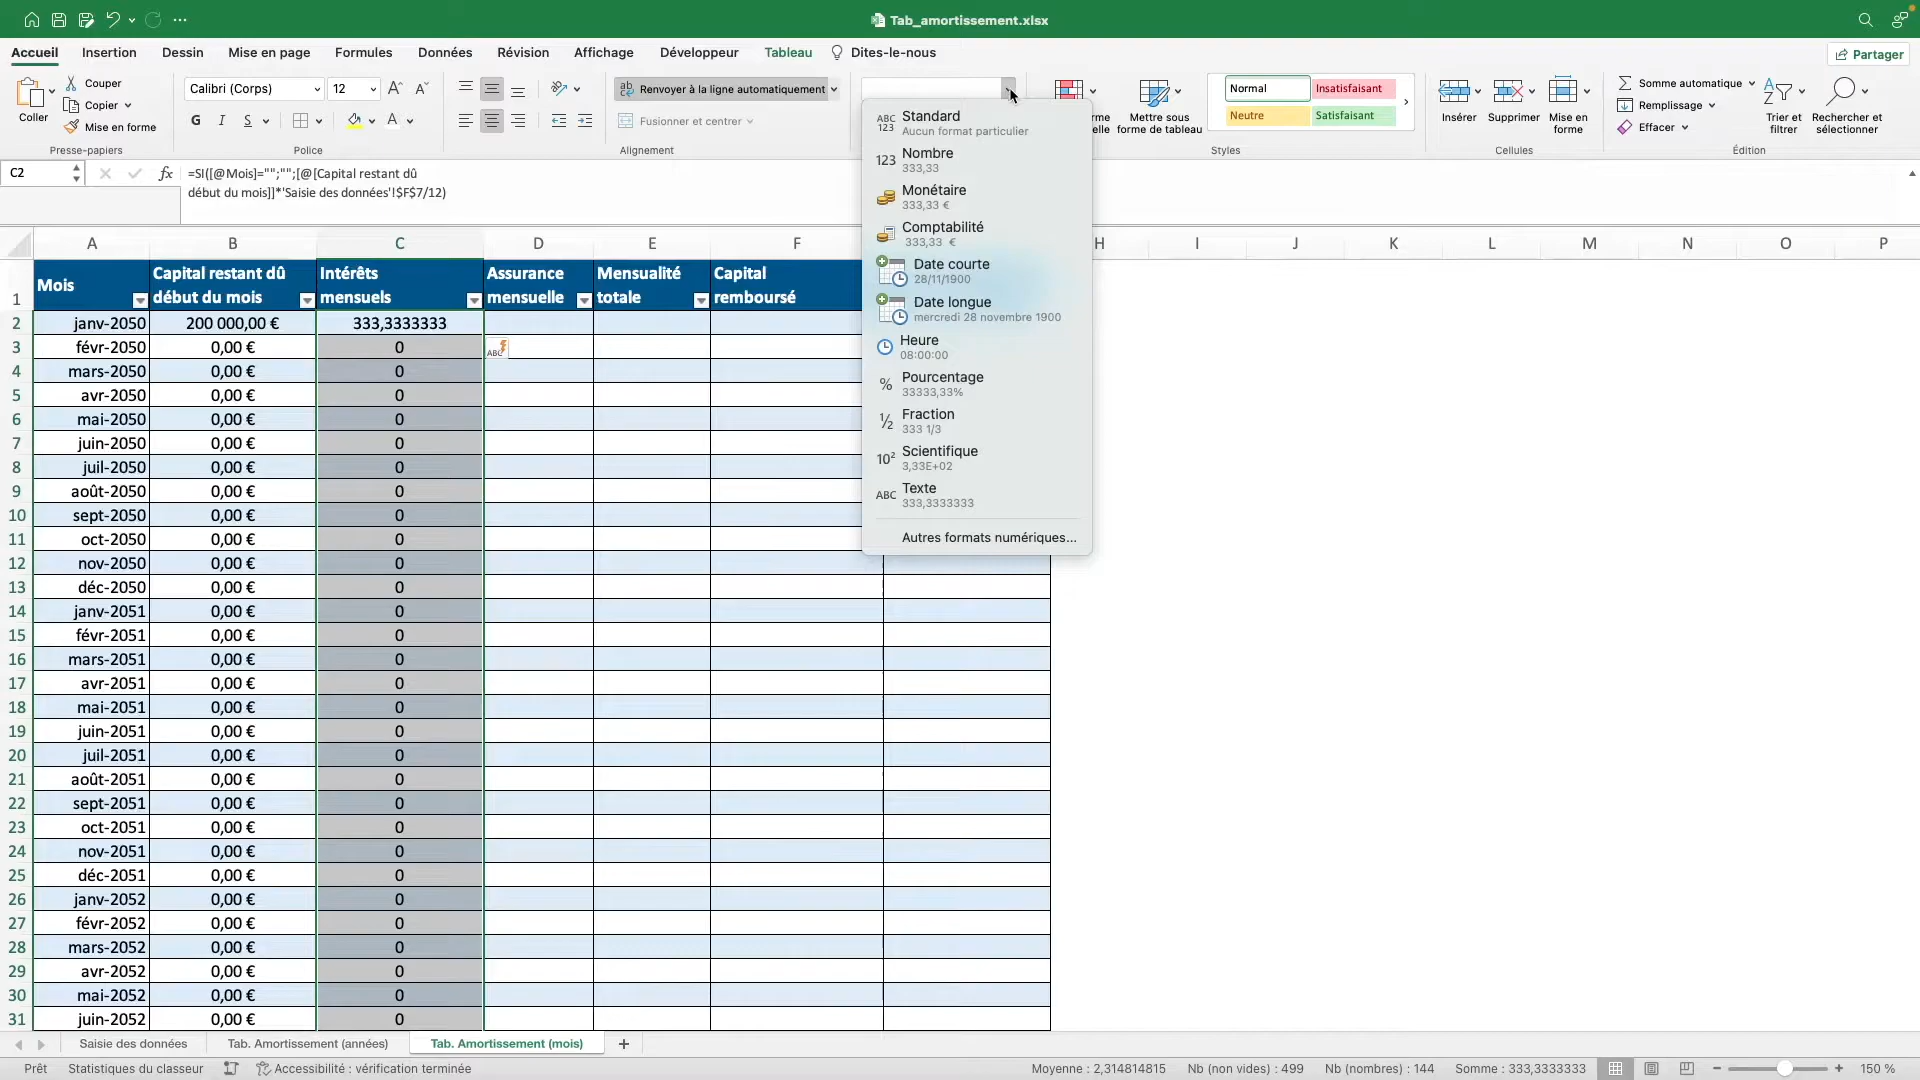 Tab_amortissement.xlsx
Accueil Insertion Dessin Mise en page Formules Données Révision Affichage Développeur Tableau Dites-le-nous Partager
Coller
Couper
Copier
Mise en forme
Presse-papiers
Calibri (Corps) 12
G I S
Police
Renvoyer à la ligne automatiquement
Fusionner et centrer
Alignement
Mettre sous
forme de tableau
Normal Insatisfaisant
Neutre Satisfaisant
Styles
Insérer Supprimer Mise en
forme
Cellules
Somme automatique
Remplissage
Effacer
Trier et
filtrer
Rechercher et
sélectionner
Édition
C2
fx
=SI([@Mois]="";"";[@[Capital restant dû
début du mois]]*'Saisie des données'!$F$7/12)
Standard
Aucun format particulier
Nombre
333,33
Monétaire
333,33 €
Comptabilité
333,33 €
Date courte
28/11/1900
Date longue
mercredi 28 novembre 1900
Heure
08:00:00
Pourcentage
33333,33%
Fraction
333 1/3
Scientifique
3,33E+02
Texte
333,3333333
Autres formats numériques...
A B C D E F H I J K L M N O P
1 Mois Capital restant dû début du mois Intérêts mensuels Assurance mensuelle Mensualité totale Capital remboursé
2 janv-2050 200 000,00 € 333,3333333
3 févr-2050 0,00 € 0
4 mars-2050 0,00 € 0
5 avr-2050 0,00 € 0
6 mai-2050 0,00 € 0
7 juin-2050 0,00 € 0
8 juil-2050 0,00 € 0
9 août-2050 0,00 € 0
10 sept-2050 0,00 € 0
11 oct-2050 0,00 € 0
12 nov-2050 0,00 € 0
13 déc-2050 0,00 € 0
14 janv-2051 0,00 € 0
15 févr-2051 0,00 € 0
16 mars-2051 0,00 € 0
17 avr-2051 0,00 € 0
18 mai-2051 0,00 € 0
19 juin-2051 0,00 € 0
20 juil-2051 0,00 € 0
21 août-2051 0,00 € 0
22 sept-2051 0,00 € 0
23 oct-2051 0,00 € 0
24 nov-2051 0,00 € 0
25 déc-2051 0,00 € 0
26 janv-2052 0,00 € 0
27 févr-2052 0,00 € 0
28 mars-2052 0,00 € 0
29 avr-2052 0,00 € 0
30 mai-2052 0,00 € 0
31 juin-2052 0,00 € 0
Saisie des données Tab. Amortissement (années) Tab. Amortissement (mois)
Prêt Statistiques du classeur Accessibilité : vérification terminée Moyenne : 2,314814815 Nb (non vides) : 499 Nb (nombres) : 144 Somme : 333,3333333 150 %